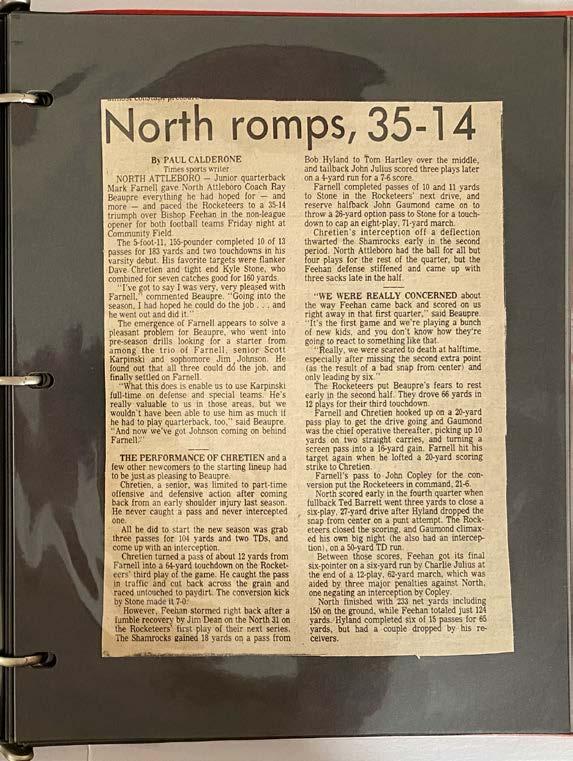 North romps, 35-14
By PAUL CALDERONE
Times sports writer
NORTH ATTLEBORO — Junior quarterback
Mark Farnell gave North Attleboro Coach Ray
Beaupre everything he had hoped for — and
more — and paced the Rocketeers to a 35-14
triumph over Bishop Feehan in the non-league
opener for both football teams Friday night at
Community Field.
The 5-foot-11, 155-pounder completed 10 of 13
passes for 183 yards and two touchdowns in his
varsity debut. His favorite targets were flanker
Dave Chretien and tight end Kyle Stone, who
combined for seven catches good for 160 yards.
"I've got to say I was very, very pleased with
Farnell," commented Beaupre. "Going into the
season, I had hoped he could do the job . . . and
he went out and did it."
The emergence of Farnell appears to solve a
pleasant problem for Beaupre, who went into
pre-season drills looking for a starter from
among the trio of Farnell, senior Scott
Karpinski and sophomore Jim Johnson. He
found out that all three could do the job, and
finally settled on Farnell.
"What this does is enable us to use Karpinski
full-time on defense and special teams. He's
really valuable to us in those areas, but we
wouldn't have been able to use him as much if
he had to play quarterback, too," said Beaupre.
"And now we've got Johnson coming on behind
Farnell."
THE PERFORMANCE OF CHRETIEN and a
few other newcomers to the starting lineup had
to be just as pleasing to Beaupre.
Chretien, a senior, was limited to part-time
offensive and defensive action after coming
back from an early shoulder injury last season.
He never caught a pass and never intercepted
one.
All he did to start the new season was grab
three passes for 104 yards and two TDs, and
come up with an interception.
Chretien turned a pass of about 12 yards from
Farnell into a 64-yard touchdown on the Rocket-
eers' third play of the game. He caught the pass
in traffic and cut back across the grain and
raced untouched to paydirt. The conversion kick
by Stone made it 7-0.
However, Feehan stormed right back after a
fumble recovery by Jim Dean on the North 31 on
the Rocketeers' first play of their next series.
The Shamrocks gained 18 yards on a pass from
Bob Hyland to Tom Hartley over the middle,
and tailback John Julius scored three plays later
on a 4-yard run for a 7-6 score.
Farnell completed passes of 10 and 11 yards
to Stone in the Rocketeers' next drive, and
reserve halfback John Gaumond came on to
throw a 26-yard option pass to Stone for a touch-
down to cap an eight-play, 71-yard march.
Chretien's interception off a deflection
thwarted the Shamrocks early in the second
period. North Attleboro had the ball for all but
four plays for the rest of the quarter, but the
Feehan defense stiffened and came up with
three sacks late in the half.
"WE WERE REALLY CONCERNED about
the way Feehan came back and scored on us
right away in that first quarter," said Beaupre.
"It's the first game and we're playing a bunch
of new kids, and you don't know how they're
going to react to something like that.
"Really, we were scared to death at halftime,
especially after missing the second extra point
(as the result of a bad snap from center) and
only leading by six."
The Rocketeers put Beaupre's fears to rest
early in the second half. They drove 66 yards in
12 plays for their third touchdown.
Farnell and Chretien hooked up on a 20-yard
pass play to get the drive going and Gaumond
was the chief operative thereafter, picking up 10
yards on two straight carries, and turning a
screen pass into a 16-yard gain. Farnell hit his
target again when he lofted a 20-yard scoring
strike to Chretien.
Farnell's pass to John Copley for the con-
version put the Rocketeers in command, 21-6.
North scored early in the fourth quarter when
fullback Ted Barrett went three yards to close a
six-play, 27-yard drive after Hyland dropped the
snap from center on a punt attempt. The Rock-
eteers closed the scoring, and Gaumond climax-
ed his own big night (he also had an intercep-
tion), on a 50-yard TD run.
Between those scores, Feehan got its final
six-pointer on a six-yard run by Charlie Julius at
the end of a 12-play, 62-yard march, which was
aided by three major penalties against North,
one negating an interception by Copley.
North finished with 233 net yards including
150 on the ground, while Feehan totaled just 124
yards. Hyland completed six of 15 passes for 65
yards, but had a couple dropped by his re-
ceivers.